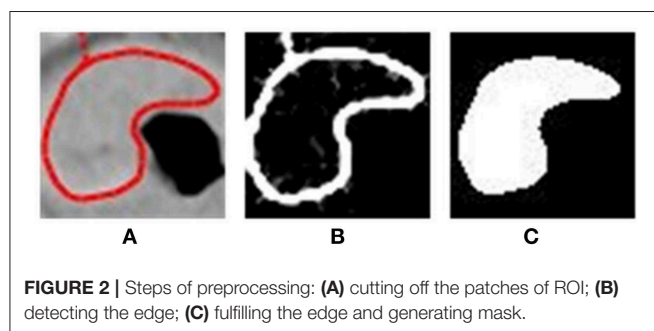 A B C
FIGURE 2 | Steps of preprocessing: (A) cutting off the patches of ROI; (B)
detecting the edge; (C) fulfilling the edge and generating mask.